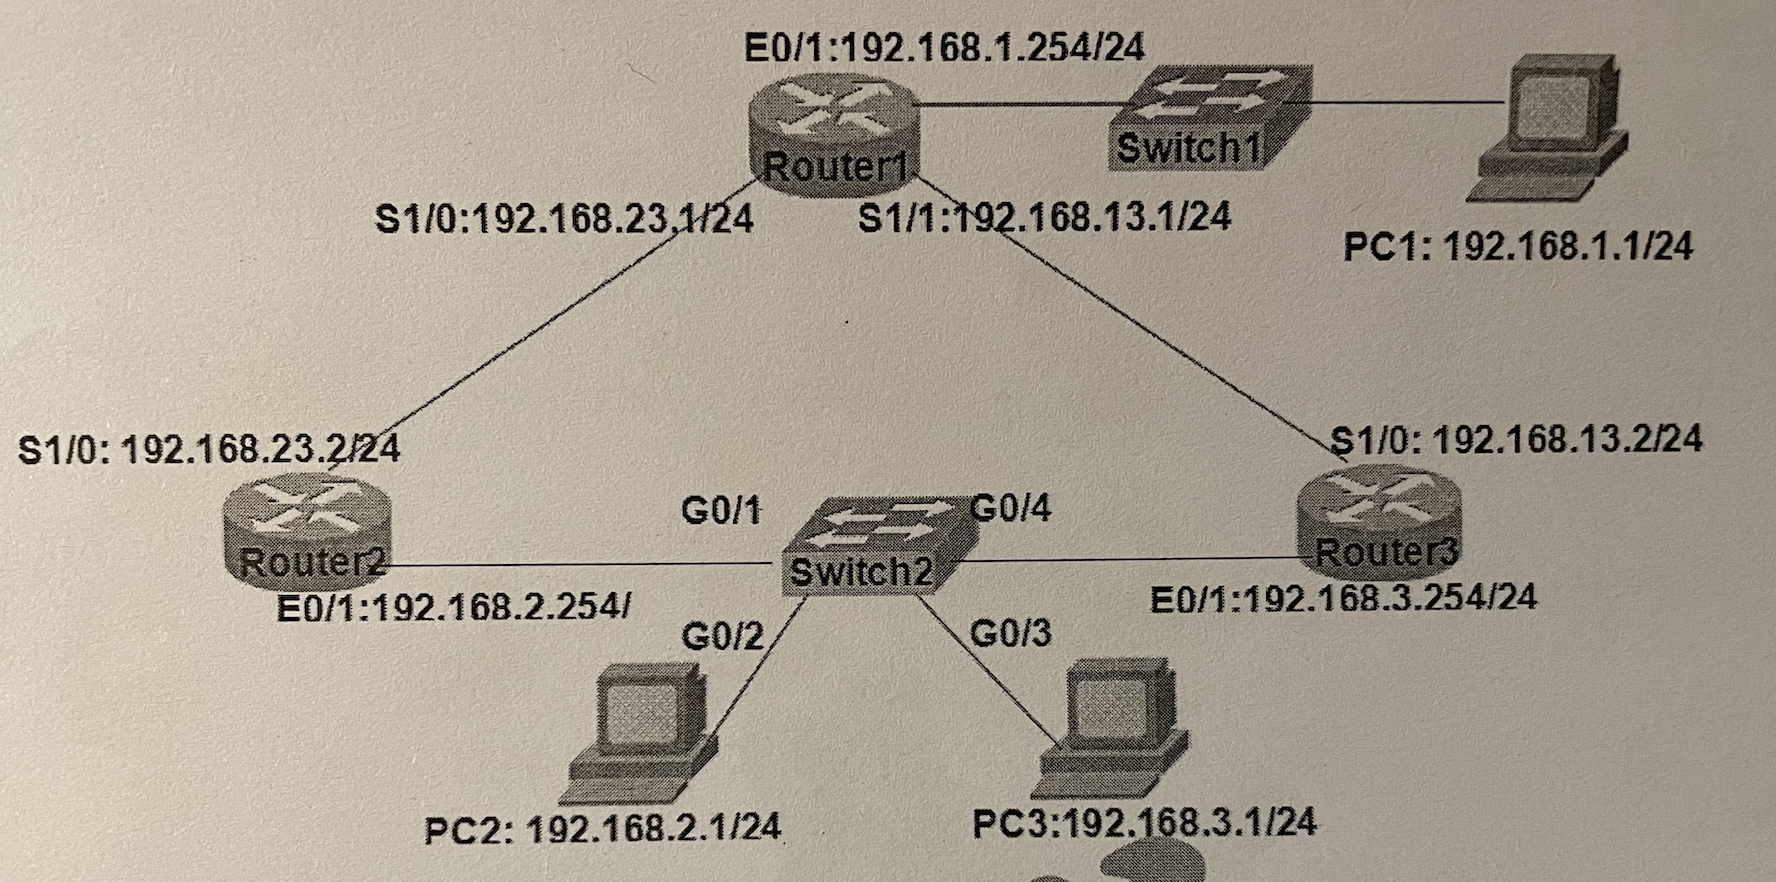 E0/1:192.168.1.254/24
Router1
Switch1
S1/0:192.168.23.1/24
S1/1:192.168.13.1/24
PC1: 192.168.1.1/24
S1/0: 192.168.23.2/24
S1/0: 192.168.13.2/24
G0/1
G0/4
Router2
Switch2
Router3
E0/1:192.168.2.254/
E0/1:192.168.3.254/24
G0/2
G0/3
PC2: 192.168.2.1/24
PC3:192.168.3.1/24